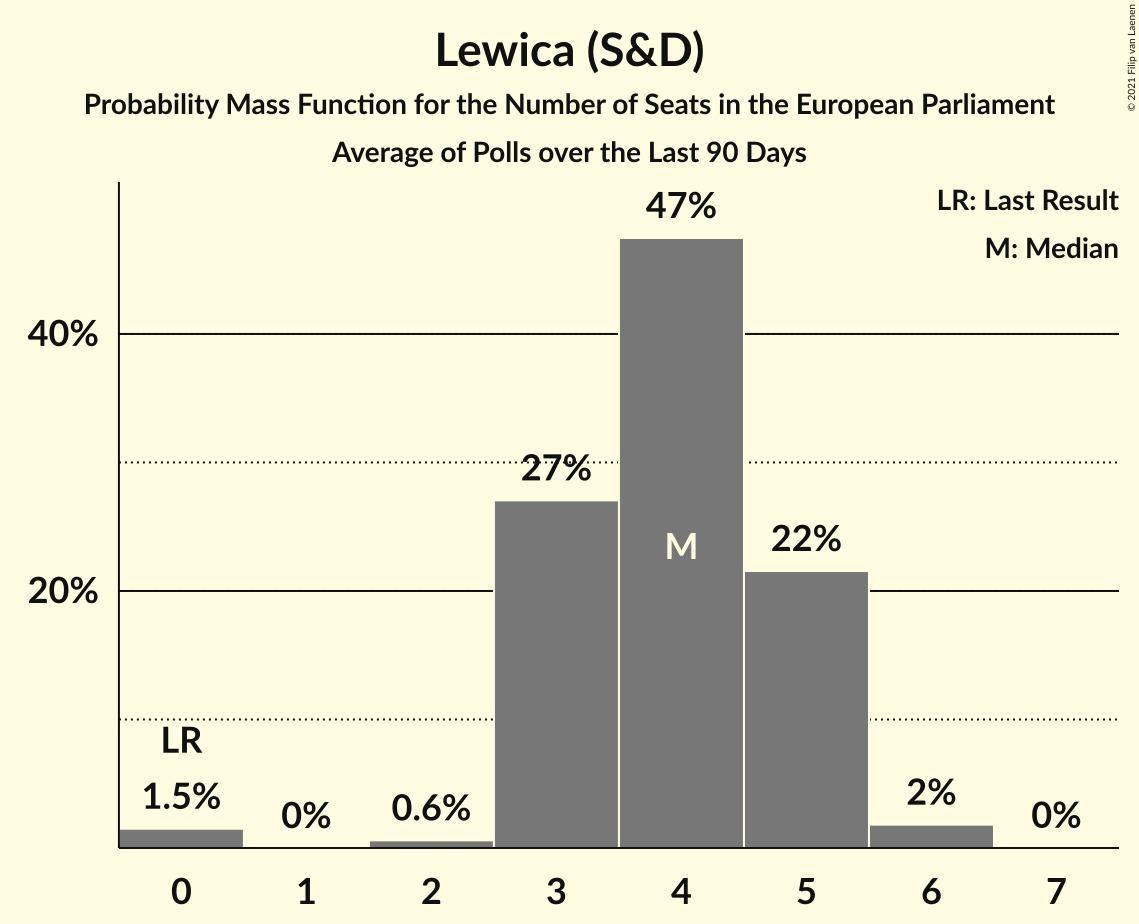 Lewica (S&D)
Probability Mass Function for the Number of Seats in the European Parliament
Average of Polls over the Last 90 Days
© 2021 Filip van Laenen
LR: Last Result
M: Median
47%
40%
27%
M
22%
20%
LR
1.5%
0%
0.6%
2%
0%
0 1 2 3 4 5 6 7